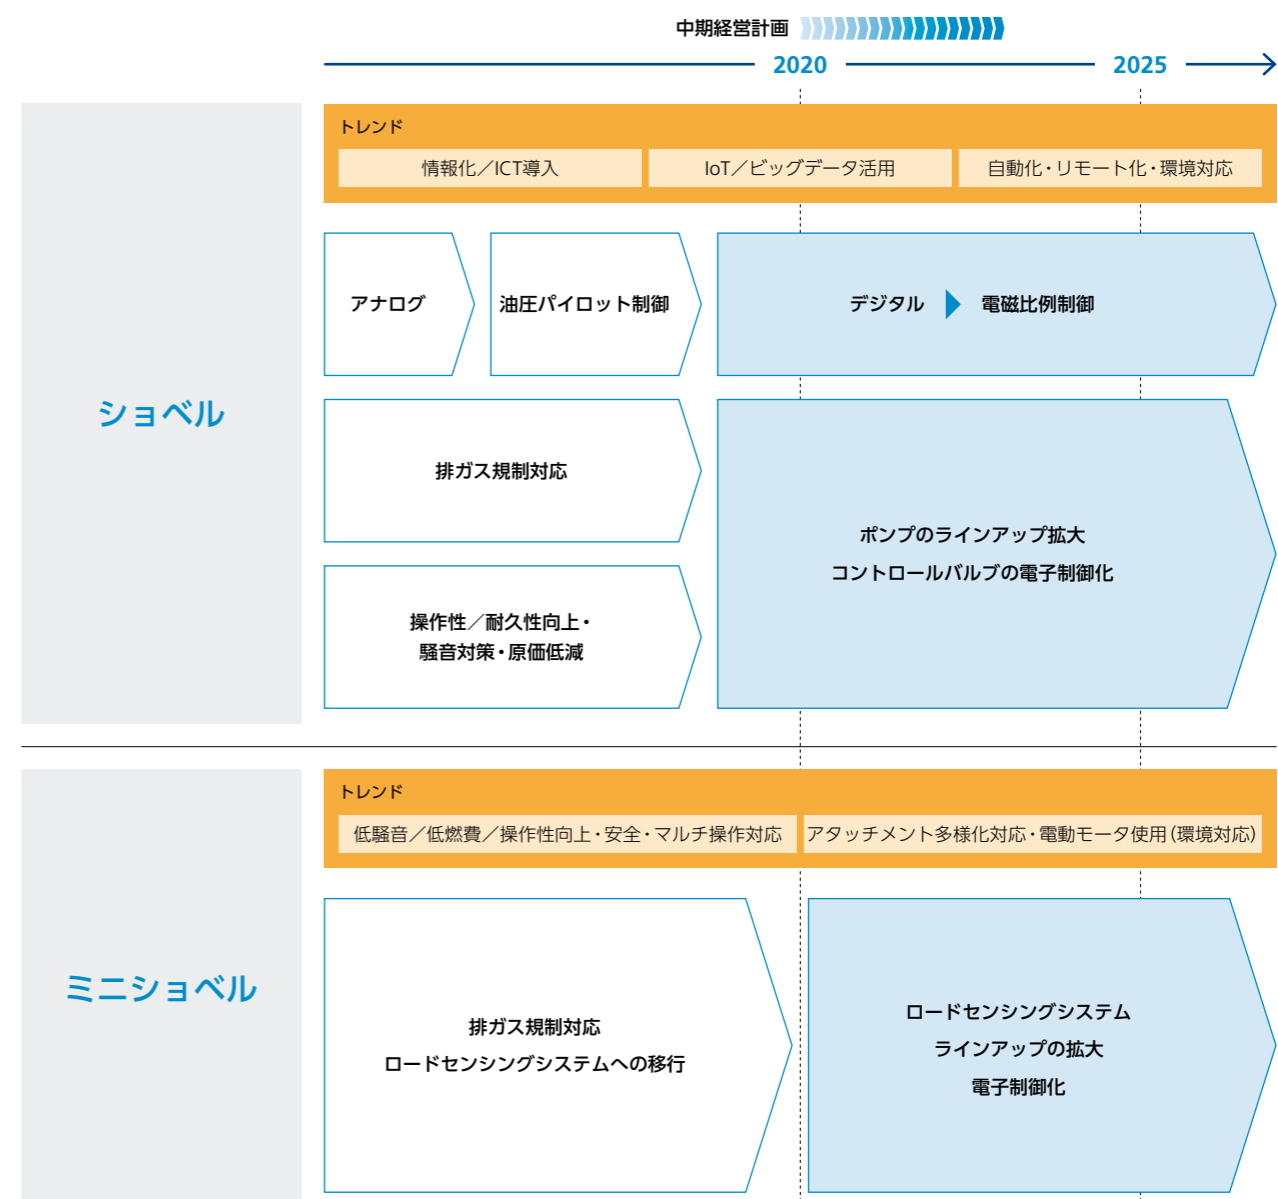 中期経営計画
2020
2025
ショベル
トレンド
情報化／ICT導入
IoT／ビッグデータ活用
自動化・リモート化・環境対応
アナログ
油圧パイロット制御
デジタル
電磁比例制御
排ガス規制対応
操作性／耐久性向上・
騒音対策・原価低減
ポンプのラインアップ拡大
コントロールバルブの電子制御化
ミニショベル
トレンド
低騒音／低燃費／操作性向上・安全・マルチ操作対応
アタッチメント多様化対応・電動モータ使用（環境対応）
排ガス規制対応
ロードセンシングシステムへの移行
ロードセンシングシステム
ラインアップの拡大
電子制御化